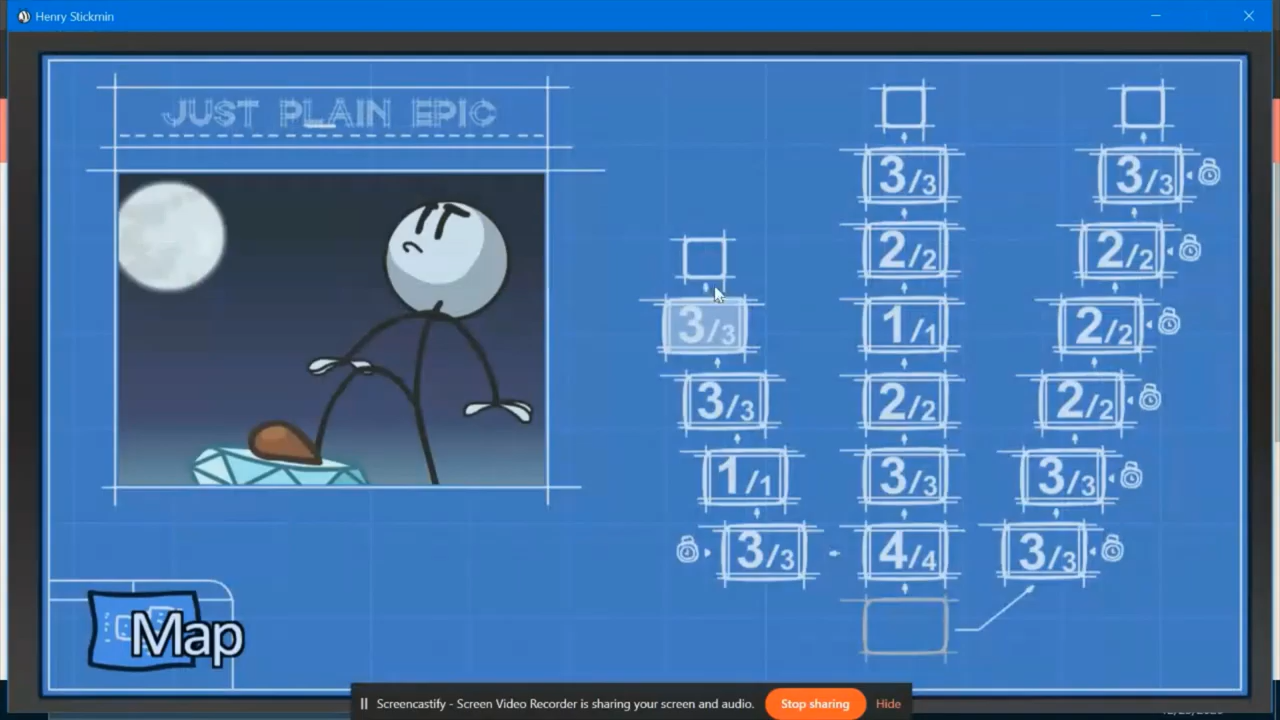 Henry Stickmin
JUST PLAIN EPIC
3/3
3/3
2/2
2/2
3/3
1/1
2/2
3/3
2/2
2/2
1/1
3/3
3/3
3/3
4/4
3/3
Map
Screencastify - Screen Video Recorder is sharing your screen and audio.
Stop sharing
Hide